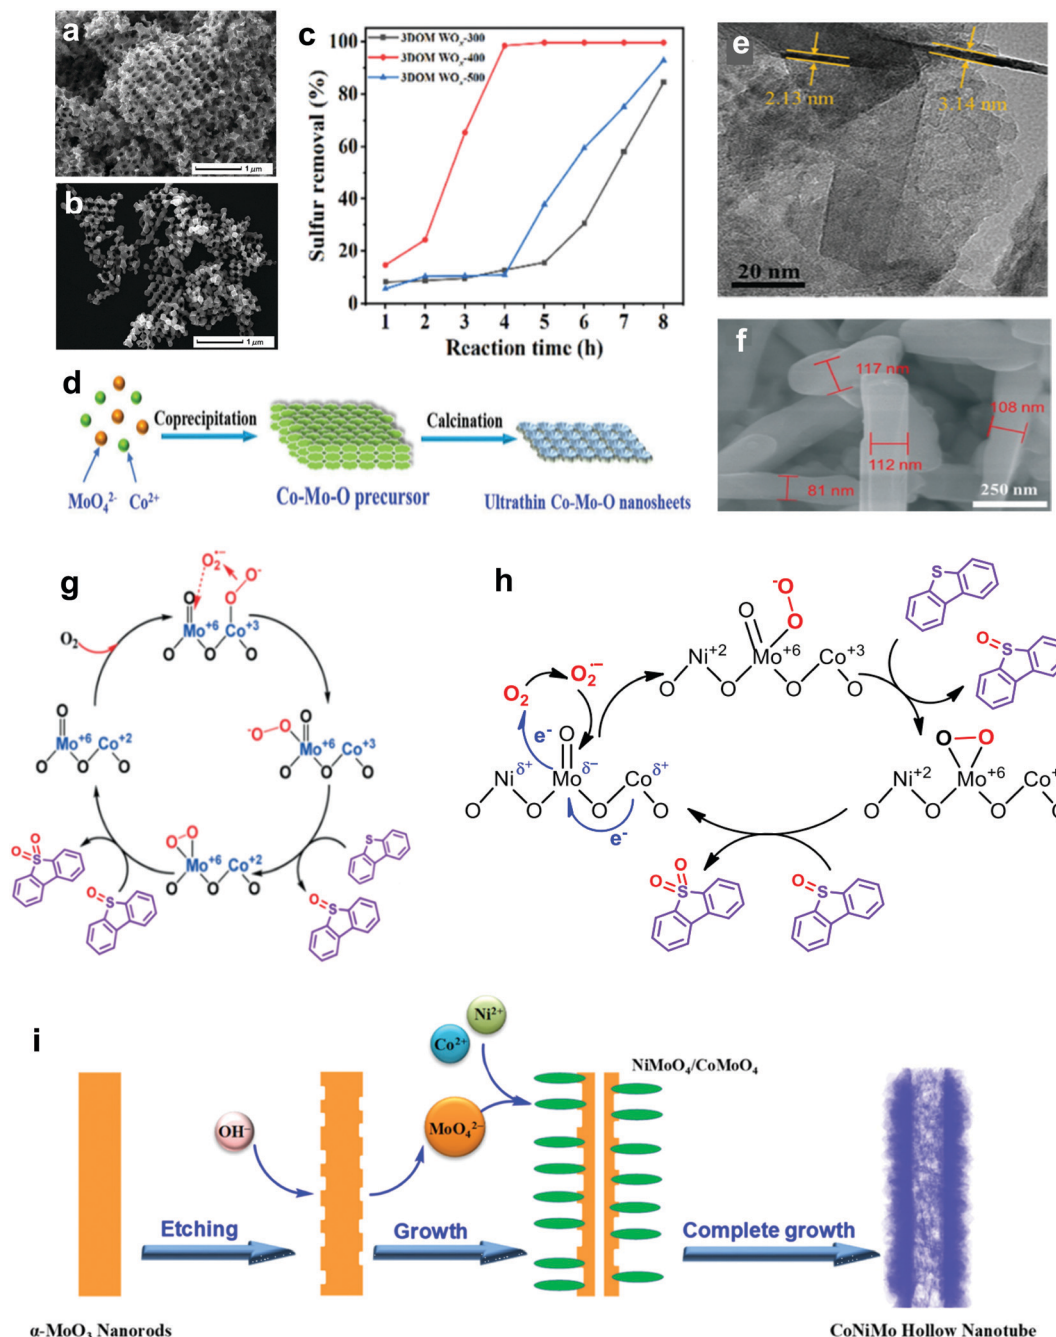 a
1 μm
b
1 μm
c
3DOM WOx-300
3DOM WOx-400
3DOM WOx-500
Sulfur removal (%)
100
80
60
40
20
0
1 2 3 4 5 6 7 8
Reaction time (h)
d
Coprecipitation
Calcination
MoO₄²⁻ Co²⁺
Co-Mo-O precursor
Ultrathin Co-Mo-O nanosheets
e
2.13 nm
3.14 nm
20 nm
f
117 nm
108 nm
112 nm
81 nm
250 nm
g
O₂•−
O⁻
O O
Mo⁺⁶ Co⁺³
O O O
O₂
O
Mo⁺⁶ Co⁺²
O O O
⁻O O O
Mo⁺⁶ Co⁺³
O O O
O O
Mo⁺⁶ Co⁺²
O O O
S
O S
O S
O O S
h
S
O S
⁻O
O O
Ni⁺² Mo⁺⁶ Co⁺³
O O O O
O₂ O₂•−
e⁻
O
Niδ⁺ Moδ⁻ Coδ⁺
O O O O
e⁻
O O
Ni⁺² Mo⁺⁶ Co⁺
O O O O
O O S
O S
i
Ni²⁺
Co²⁺
NiMoO₄/CoMoO₄
OH⁻
MoO₄²⁻
Etching
Growth
Complete growth
α-MoO₃ Nanorods
CoNiMo Hollow Nanotube